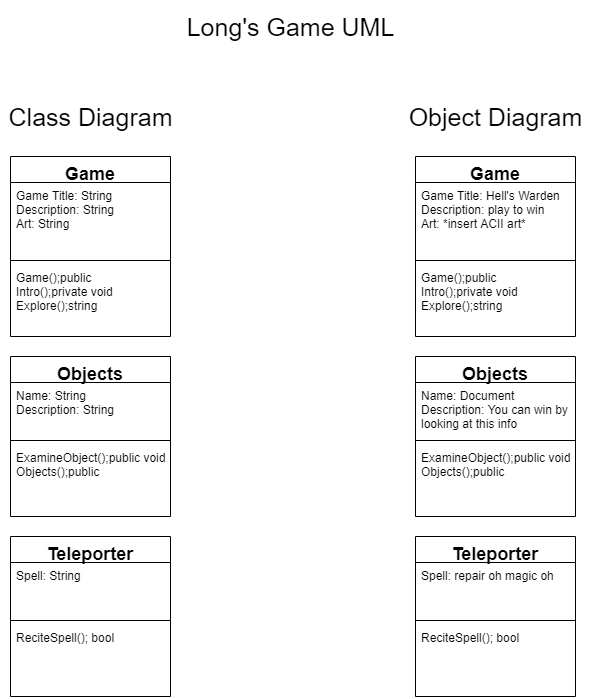 Long's Game UML
Class Diagram
Game
Game Title: String
Description: String
Art: String
Game();public
Intro();private void
Explore();string
Objects
Name: String
Description: String
ExamineObject();public void
Objects();public
Teleporter
Spell: String
ReciteSpell(); bool
Object Diagram
Game
Game Title: Hell's Warden
Description: play to win
Art: *insert ACII art*
Game();public
Intro();private void
Explore();string
Objects
Name: Document
Description: You can win by
looking at this info
ExamineObject();public void
Objects();public
Teleporter
Spell: repair oh magic oh
ReciteSpell(); bool